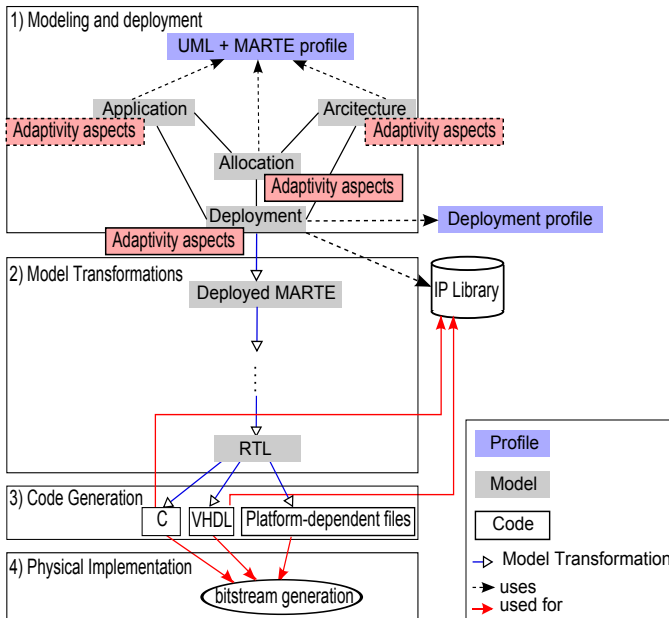 1) Modeling and deployment
UML + MARTE profile
Application
Arcitecture
Adaptivity aspects
Adaptivity aspects
Allocation
Adaptivity aspects
Deployment
Deployment profile
Adaptivity aspects
2) Model Transformations
Deployed MARTE
IP Library
RTL
Profile
Model
3) Code Generation
C
VHDL
Platform-dependent files
Code
Model Transformation
4) Physical Implementation
uses
bitstream generation
used for